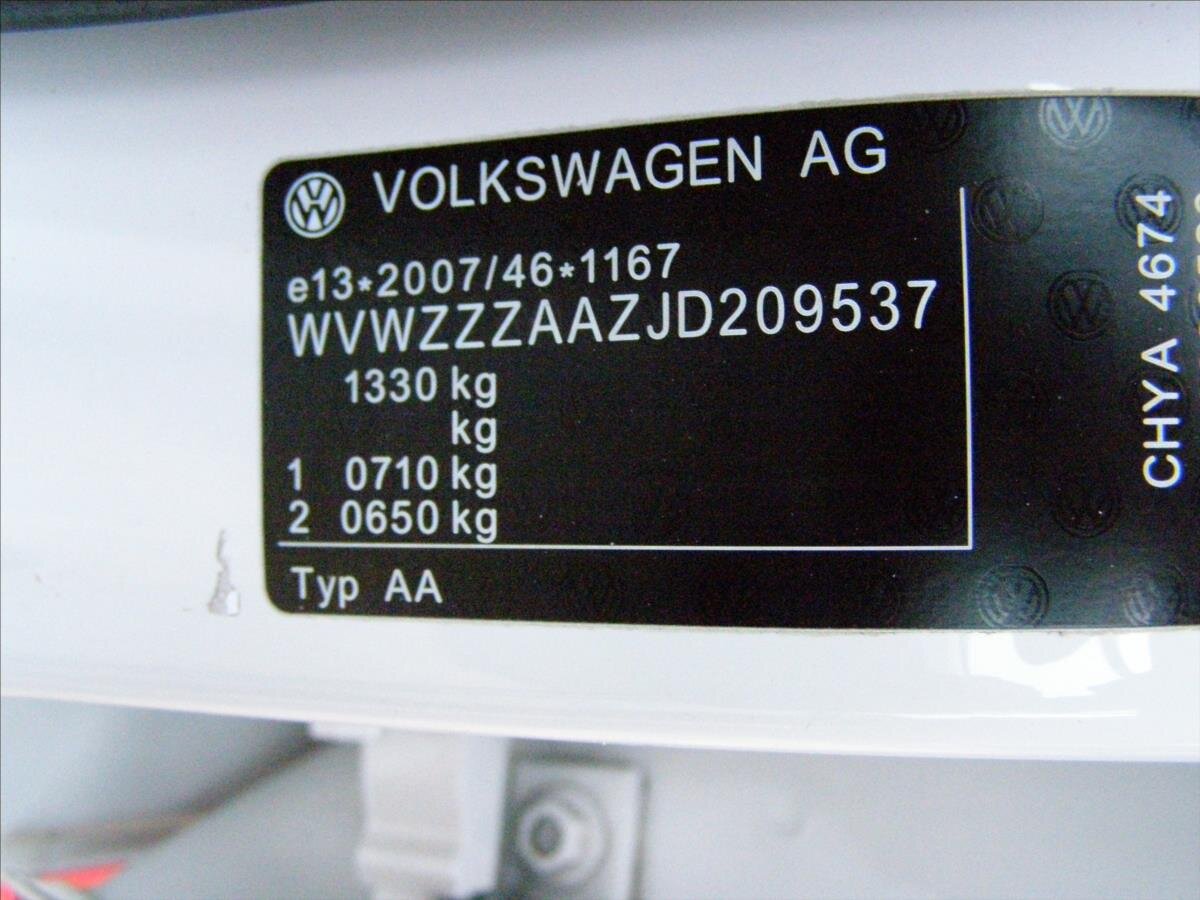 VOLKSWAGEN AG
e13*2007/46*1167
WVWZZZAAZJD209537
1330 kg
kg
1 0710 kg
2 0650 kg
Typ AA
CHYA 4674